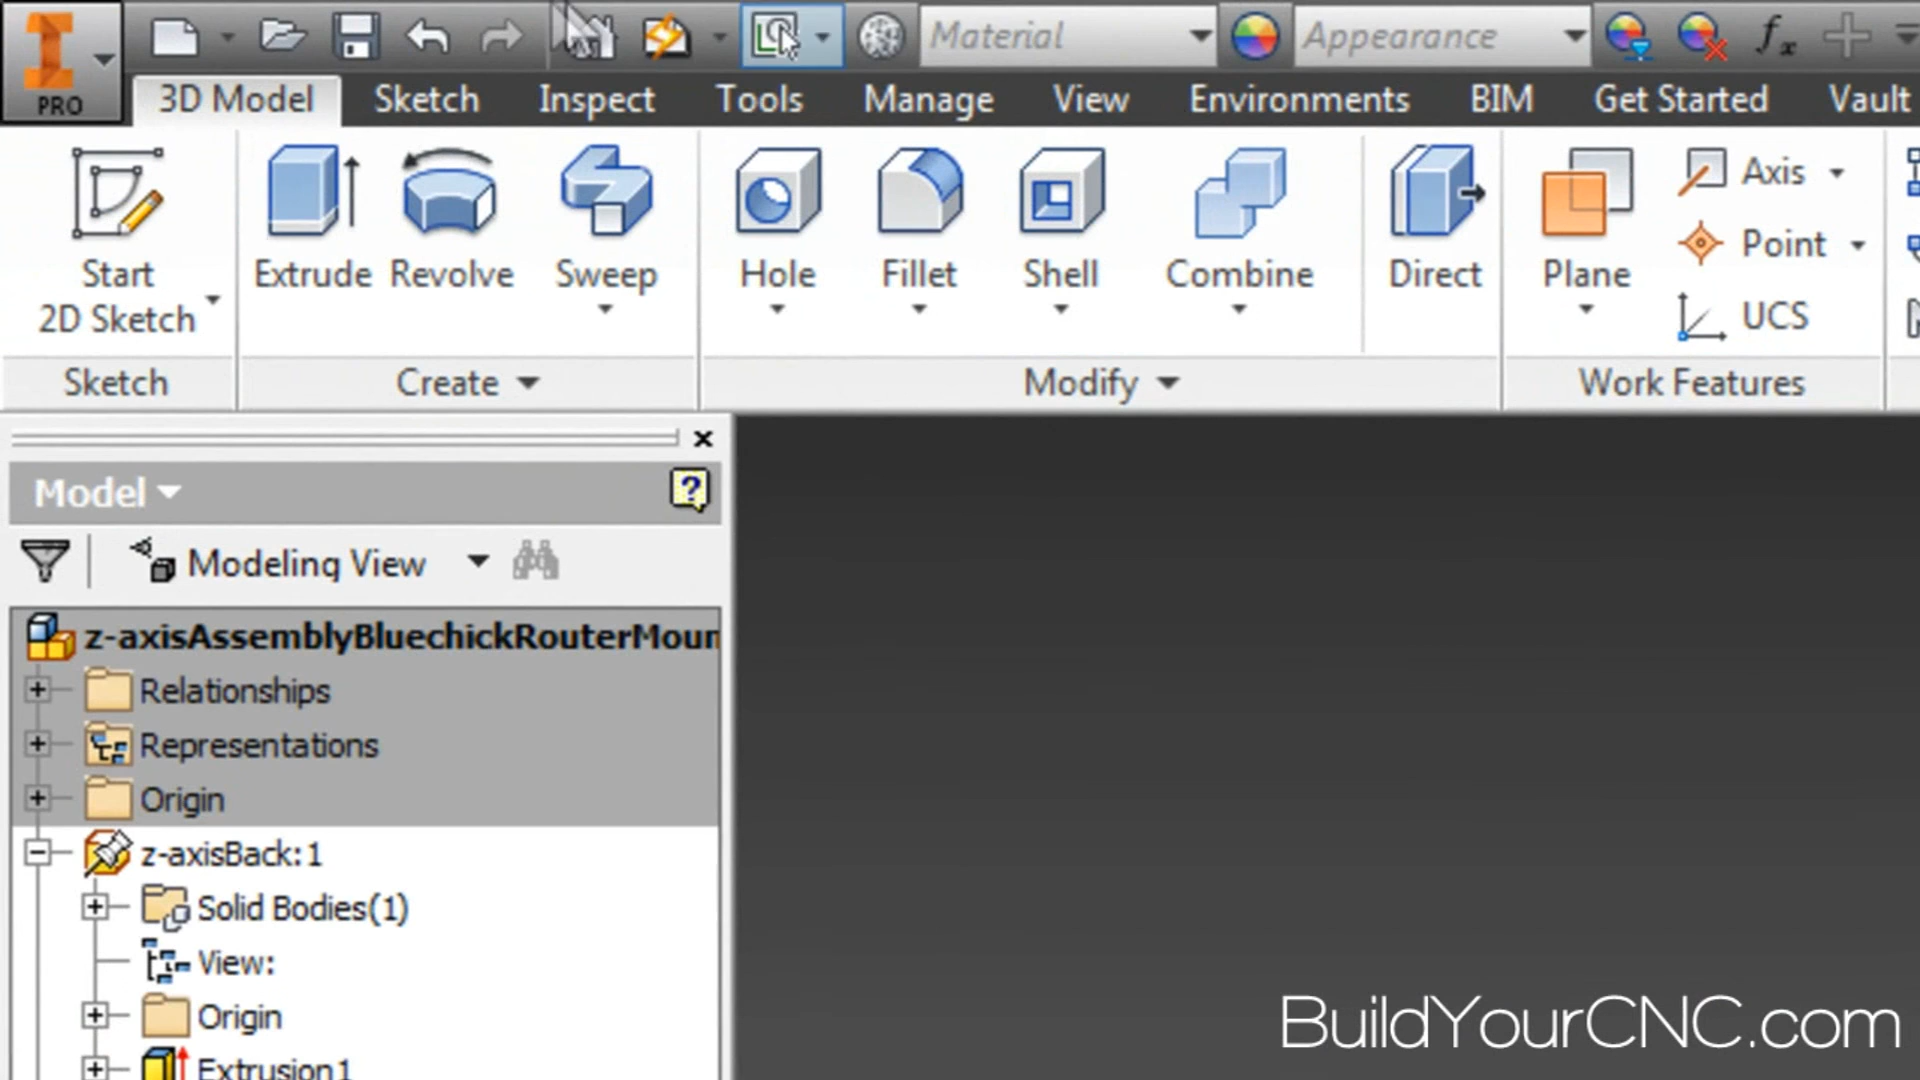 PRO
Material
Appearance
fx
3D Model Sketch Inspect Tools Manage View Environments BIM Get Started Vault
Start
2D Sketch
Extrude Revolve Sweep
Hole Fillet Shell Combine Direct
Plane
Axis
Point
UCS
Sketch Create Modify Work Features
Model
Modeling View
z-axisAssemblyBluechickRouterMoun
Relationships
Representations
Origin
z-axisBack:1
Solid Bodies(1)
View:
Origin
Extrusion1
BuildYourCNC.com